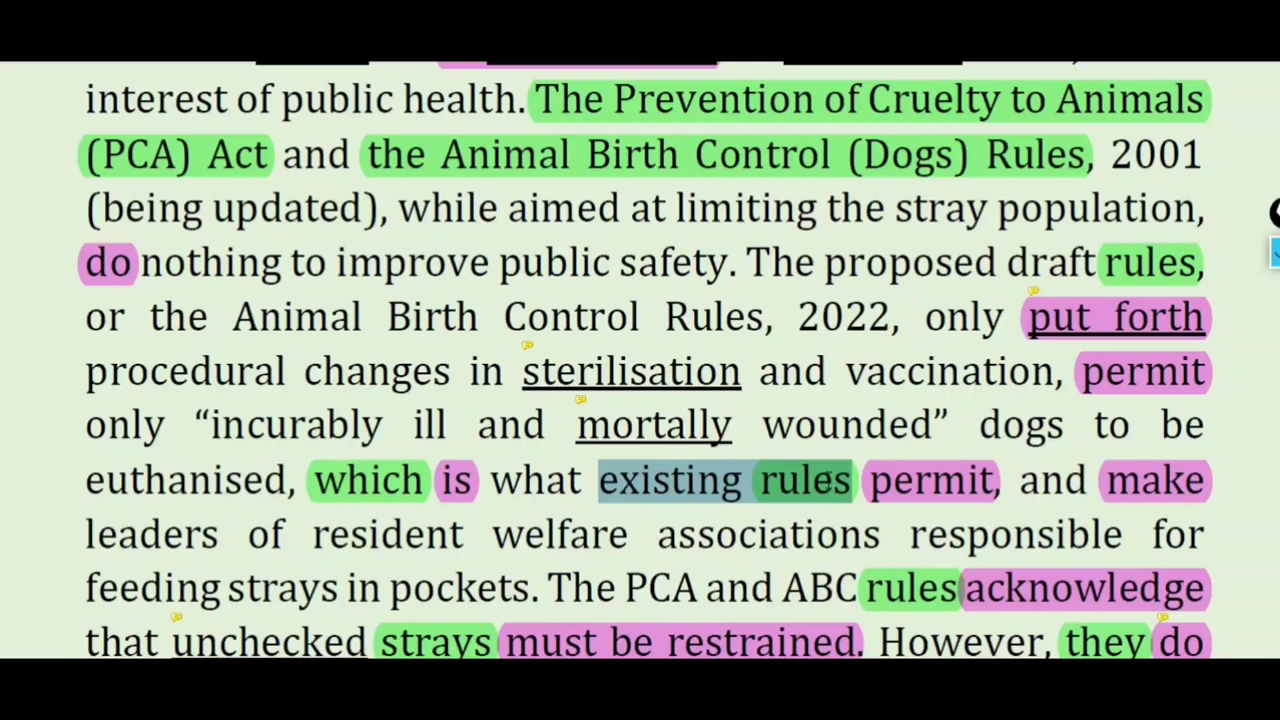 interest of public health. The Prevention of Cruelty to Animals
(PCA) Act and the Animal Birth Control (Dogs) Rules, 2001
(being updated), while aimed at limiting the stray population,
do nothing to improve public safety. The proposed draft rules,
or the Animal Birth Control Rules, 2022, only put forth
procedural changes in sterilisation and vaccination, permit
only “incurably ill and mortally wounded” dogs to be
euthanised, which is what existing rules permit, and make
leaders of resident welfare associations responsible for
feeding strays in pockets. The PCA and ABC rules acknowledge
that unchecked strays must be restrained. However, they do